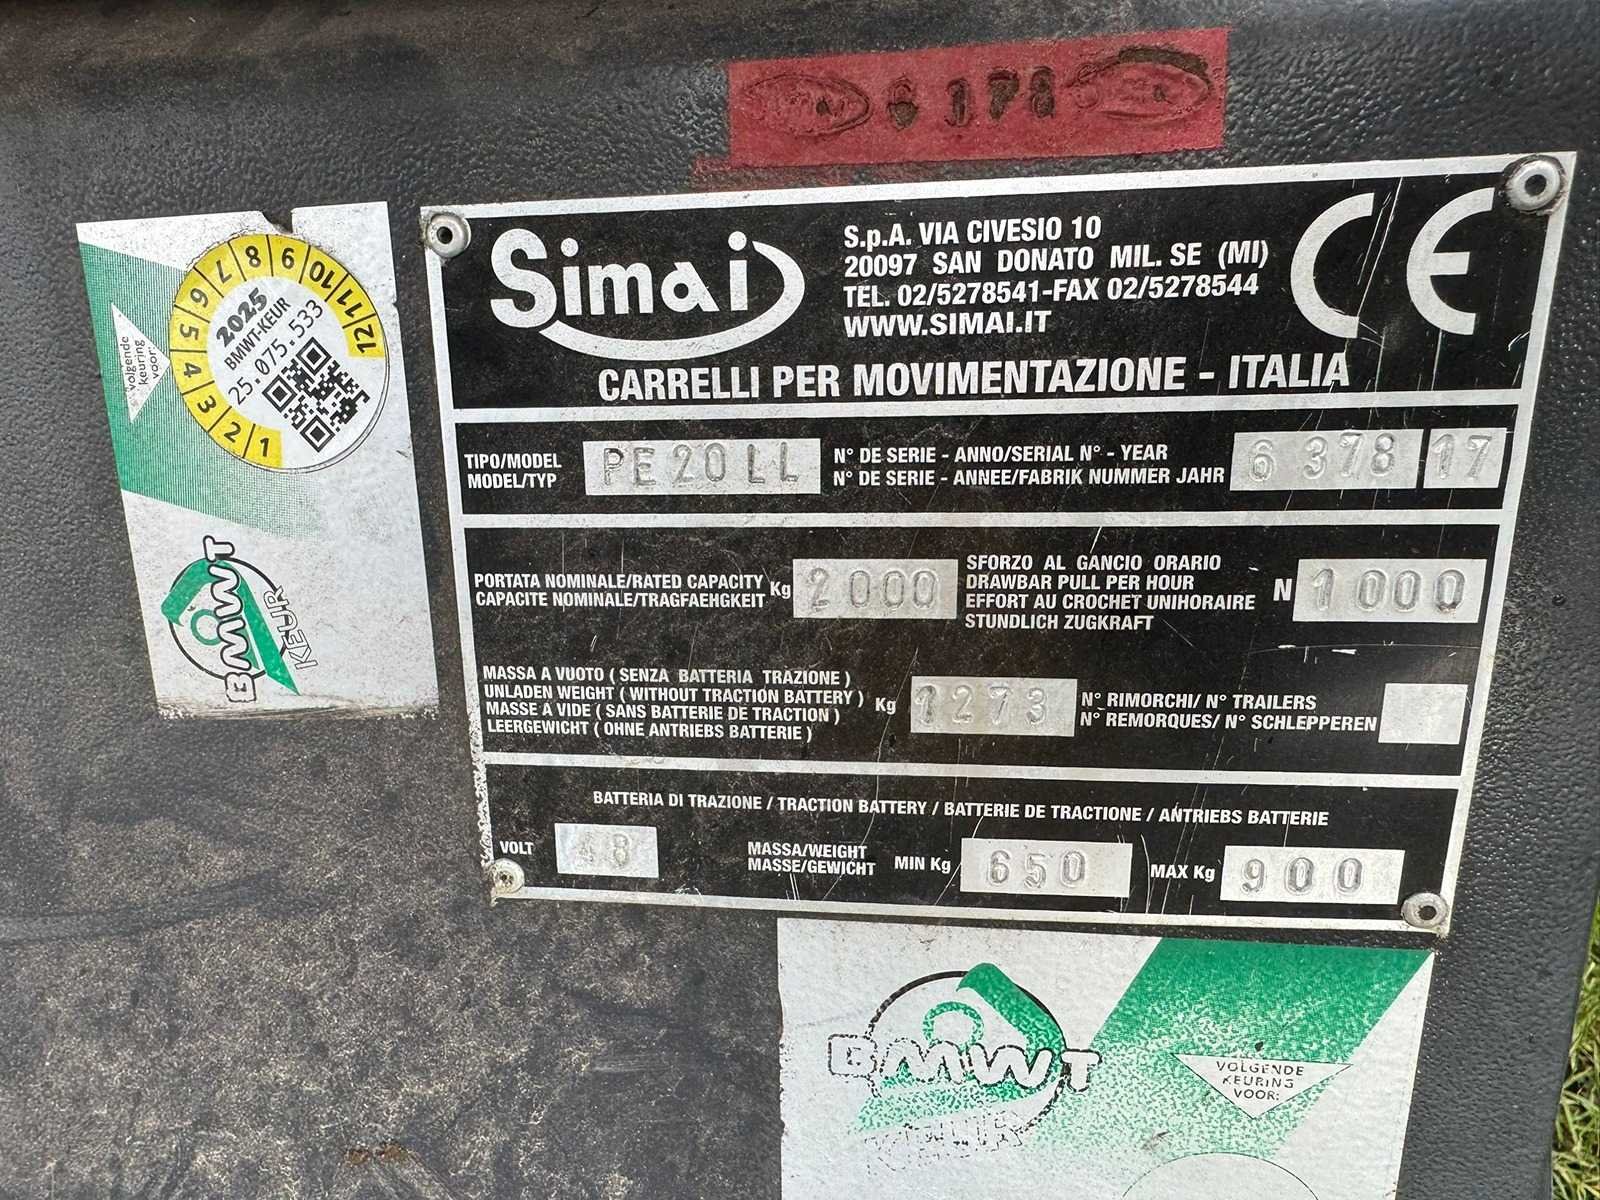 6 178
Simai
S.p.A. VIA CIVESIO 10
20097 SAN DONATO MIL. SE (MI)
TEL. 02/5278541-FAX 02/5278544
WWW.SIMAI.IT
CE
CARRELLI PER MOVIMENTAZIONE - ITALIA
TIPO/MODEL
MODEL/TYP
PE20LL
N° DE SERIE - ANNO/SERIAL N° - YEAR
N° DE SERIE - ANNEE/FABRIK NUMMER JAHR
6 378 17
PORTATA NOMINALE/RATED CAPACITY
CAPACITE NOMINALE/TRAGFAEHGKEIT
Kg 2000
SFORZO AL GANCIO ORARIO
DRAWBAR PULL PER HOUR
EFFORT AU CROCHET UNIHORAIRE
STUNDLICH ZUGKRAFT
N 1000
MASSA A VUOTO ( SENZA BATTERIA TRAZIONE )
UNLADEN WEIGHT ( WITHOUT TRACTION BATTERY )
MASSE A VIDE ( SANS BATTERIE DE TRACTION )
LEERGEWICHT ( OHNE ANTRIEBS BATTERIE )
Kg 1273
N° RIMORCHI/ N° TRAILERS
N° REMORQUES/ N° SCHLEPPEREN
BATTERIA DI TRAZIONE / TRACTION BATTERY / BATTERIE DE TRACTIONE / ANTRIEBS BATTERIE
VOLT 48
MASSA/WEIGHT
MASSE/GEWICHT
MIN Kg 650
MAX Kg 900
volgende
keuring
voor:
1 2 3 4 5 6 7 8 9 10 11 12
2025
BMWT-KEUR
25.075.533
BMWT
KEUR
BMWT
KEUR
VOLGENDE
KEURING
VOOR: